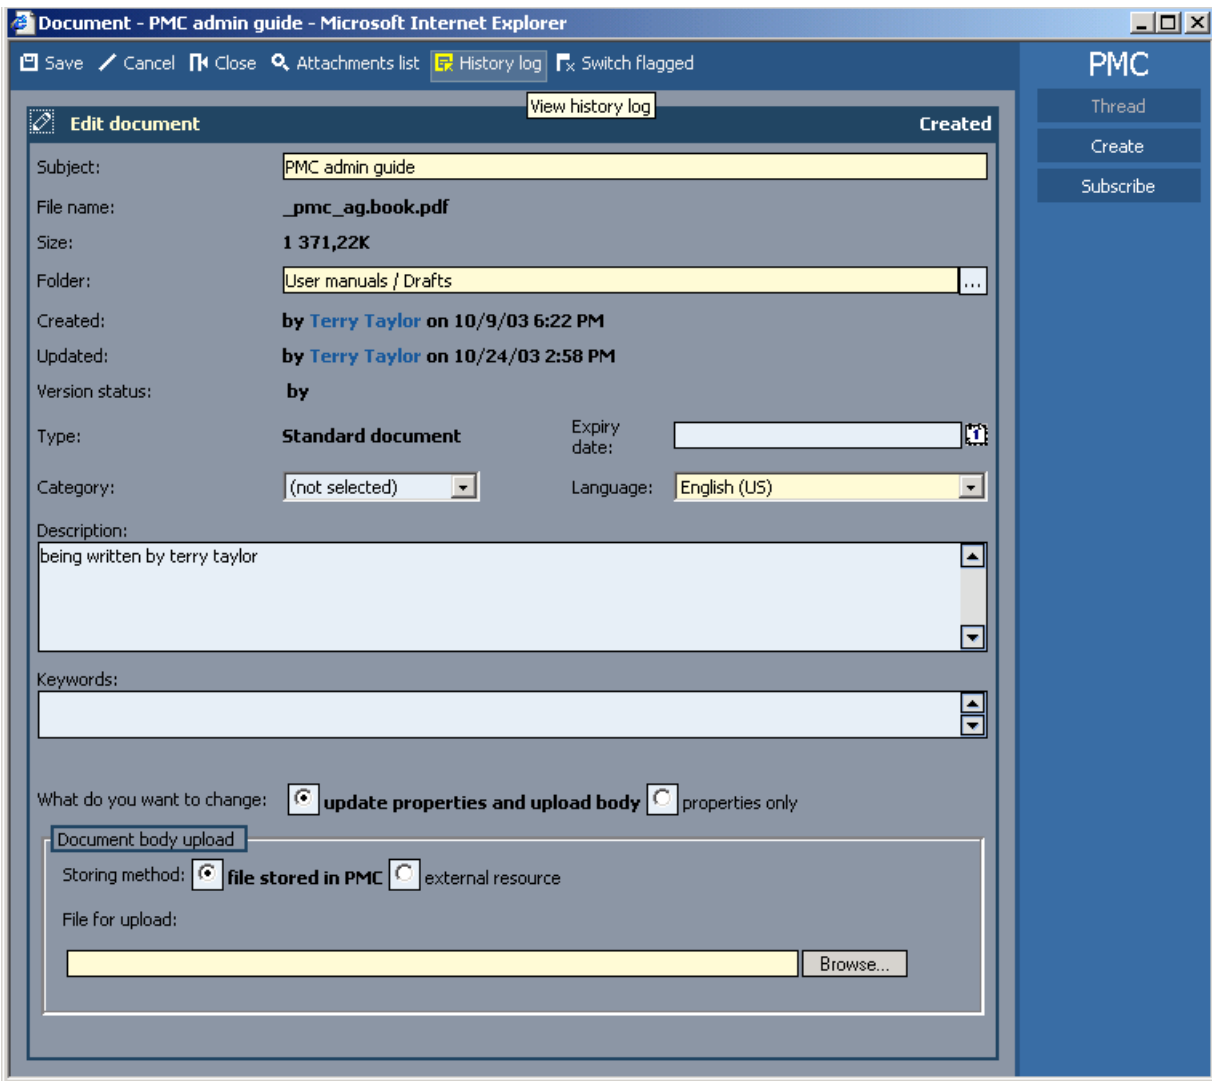 Document - PMC admin guide - Microsoft Internet Explorer
Save Cancel Close Attachments list History log Switch flagged
PMC
View history log
Thread
Edit document Created
Create
Subject: PMC admin guide
Subscribe
File name: _pmc_ag.book.pdf
Size: 1 371,22K
Folder: User manuals / Drafts ...
Created: by Terry Taylor on 10/9/03 6:22 PM
Updated: by Terry Taylor on 10/24/03 2:58 PM
Version status: by
Type: Standard document Expiry
date:
1
Category: (not selected) Language: English (US)
Description:
being written by terry taylor
Keywords:
What do you want to change: update properties and upload body properties only
Document body upload
Storing method: file stored in PMC external resource
File for upload:
Browse...